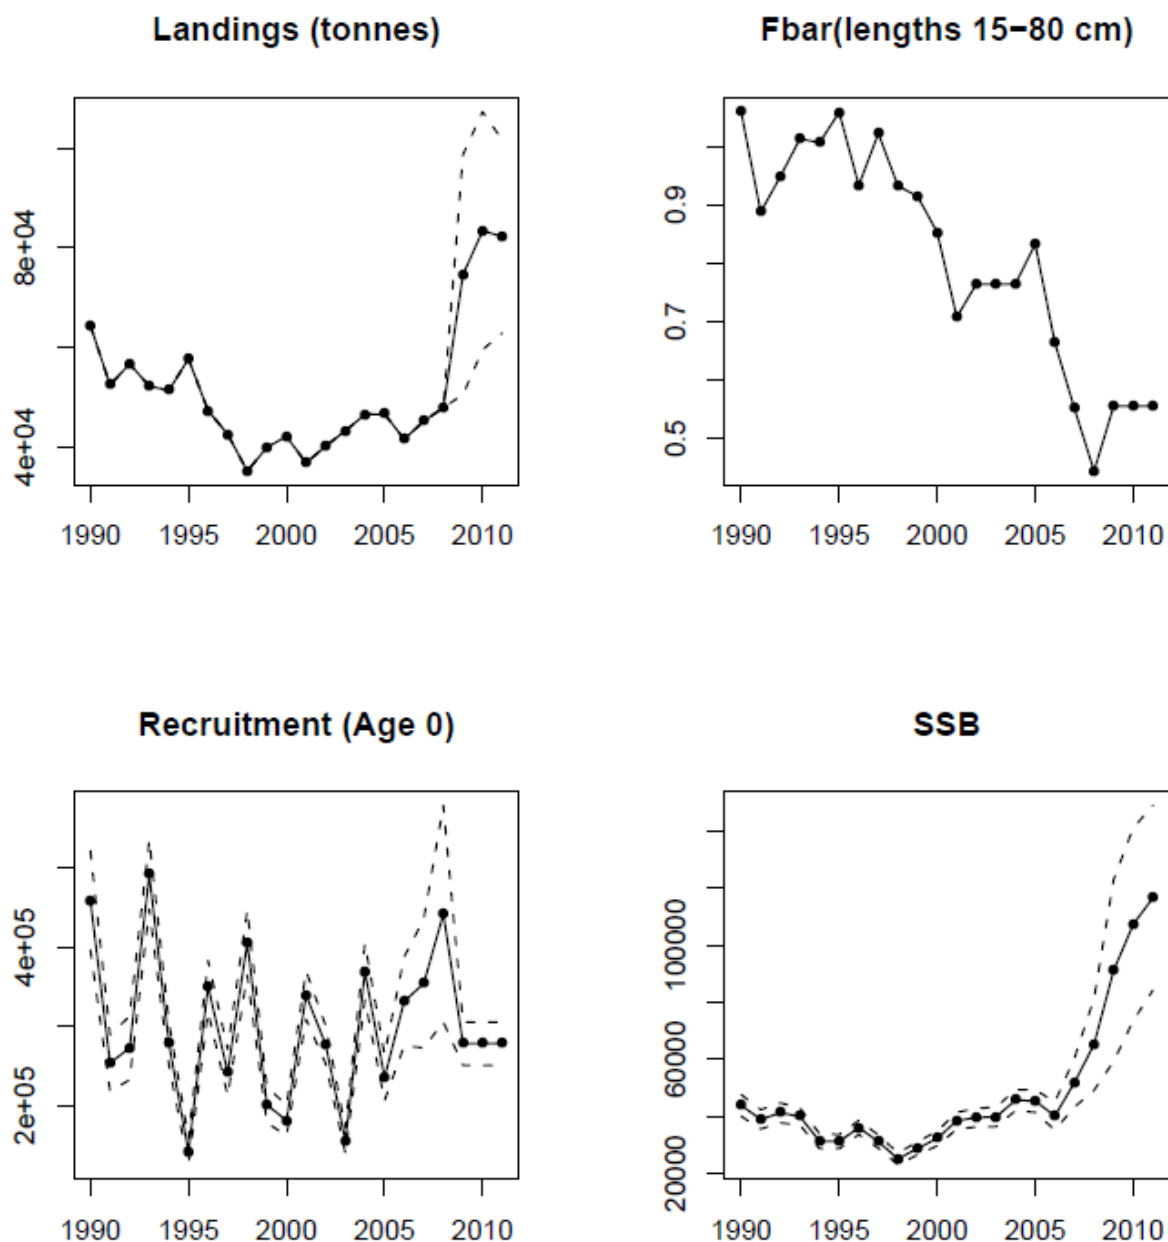 Landings (tonnes)
8e+04
4e+04
1990 1995 2000 2005 2010
Fbar(lengths 15−80 cm)
0.9
0.7
0.5
1990 1995 2000 2005 2010
Recruitment (Age 0)
4e+05
2e+05
1990 1995 2000 2005 2010
SSB
100000
60000
20000
1990 1995 2000 2005 2010